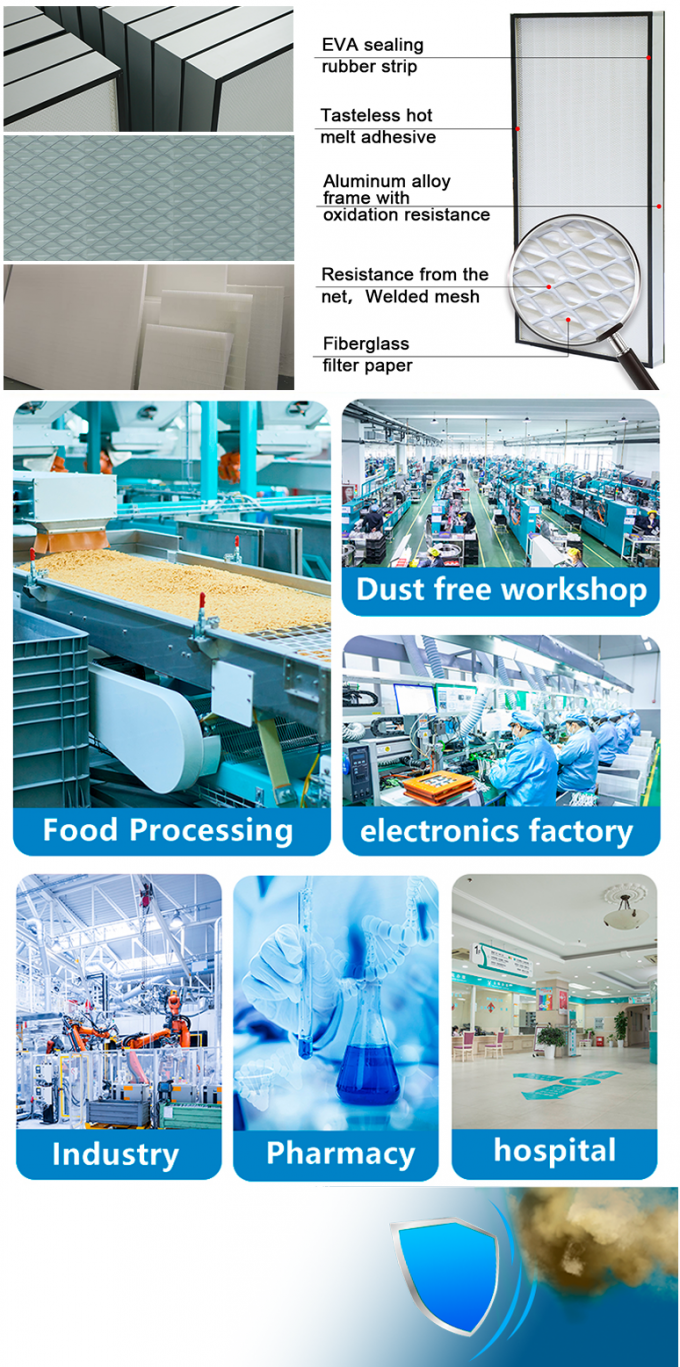 EVA sealing
rubber strip
Tasteless hot
melt adhesive
Aluminum alloy
frame with
oxidation resistance
Resistance from the
net, Welded mesh
Fiberglass
filter paper
Dust free workshop
Food Processing
electronics factory
Industry
Pharmacy
hospital